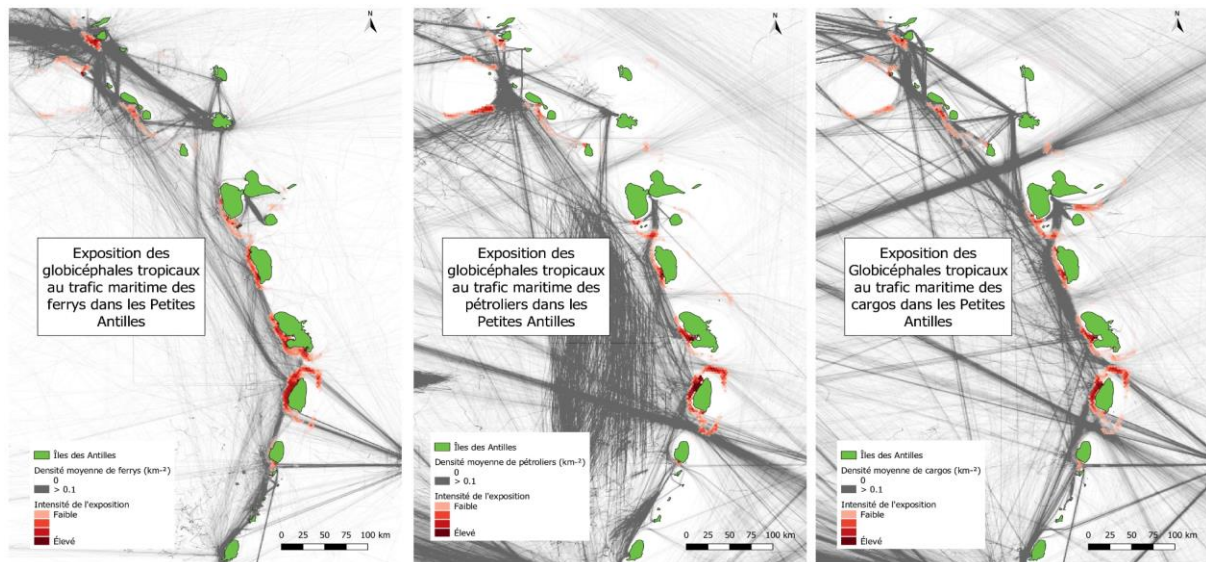 N
Exposition des
globicéphales tropicaux
au trafic maritime des
ferrys dans les Petites
Antilles
Îles des Antilles
Densité moyenne de ferrys (km-²)
0
> 0.1
Intensité de l'exposition
Faible
Élevé
0 25 50 75 100 km
N
Exposition des
globicéphales tropicaux
au trafic maritime des
pétroliers dans les
Petites Antilles
Îles des Antilles
Densité moyenne de pétroliers (km-²)
0
> 0.1
Intensité de l'exposition
Faible
Élevé
0 25 50 75 100 km
N
Exposition des
Globicéphales tropicaux
au trafic maritime des
cargos dans les Petites
Antilles
Îles des Antilles
Densité moyenne de cargos (km-²)
0
> 0.1
Intensité de l'exposition
Faible
Élevé
0 25 50 75 100 km